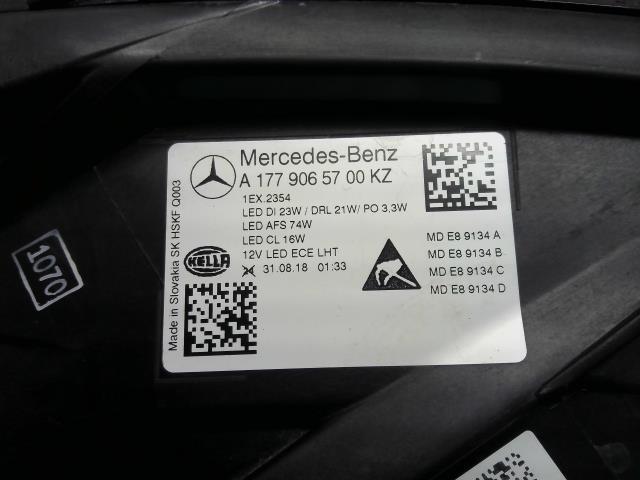 Mercedes-Benz
A 177 906 57 00 KZ
1EX.2354
LED DI 23W / DRL 21W/ PO 3,3W
LED AFS 74W
LED CL 16W
12V LED ECE LHT
HELLA
31.08.18 01:33
MD E8 9134 A
MD E8 9134 B
MD E8 9134 C
MD E8 9134 D
Made in Slovakia SK HSKF Q003
1070